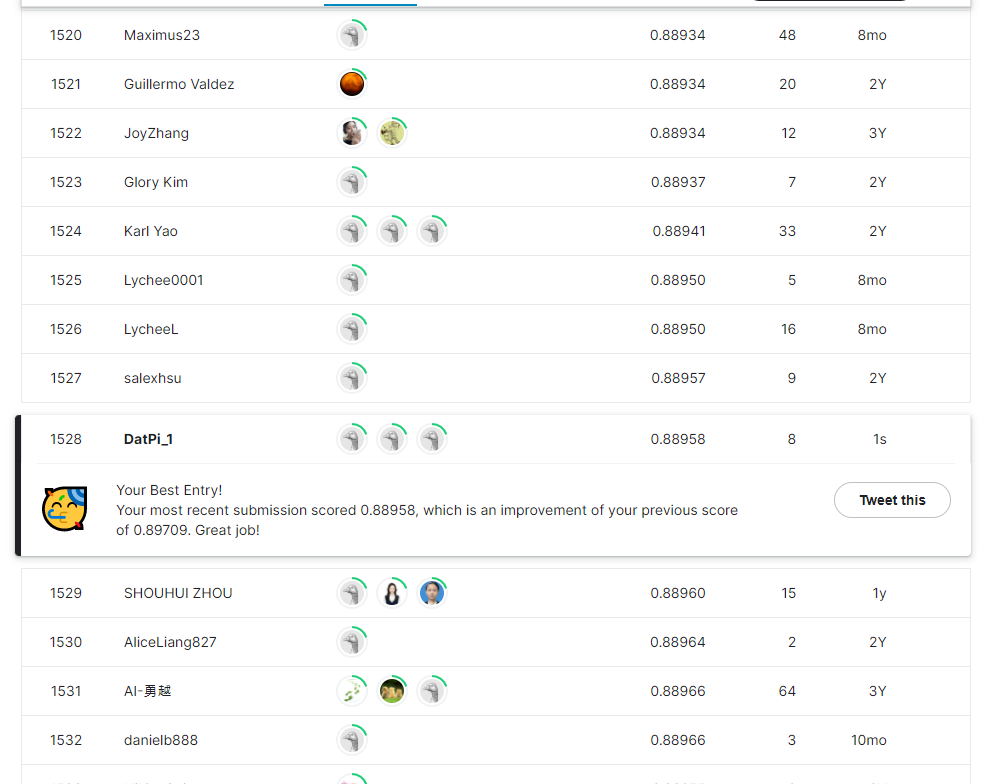 1520 Maximus23 0.88934 48 8mo
1521 Guillermo Valdez 0.88934 20 2Y
1522 JoyZhang 0.88934 12 3Y
1523 Glory Kim 0.88937 7 2Y
1524 Karl Yao 0.88941 33 2Y
1525 Lychee0001 0.88950 5 8mo
1526 LycheeL 0.88950 16 8mo
1527 salexhsu 0.88957 9 2Y
1528 DatPi_1 0.88958 8 1s
Your Best Entry!
Your most recent submission scored 0.88958, which is an improvement of your previous score
of 0.89709. Great job!
Tweet this
1529 SHOUHUI ZHOU 0.88960 15 1y
1530 AliceLiang827 0.88964 2 2Y
1531 AI-勇越 0.88966 64 3Y
1532 danielb888 0.88966 3 10mo